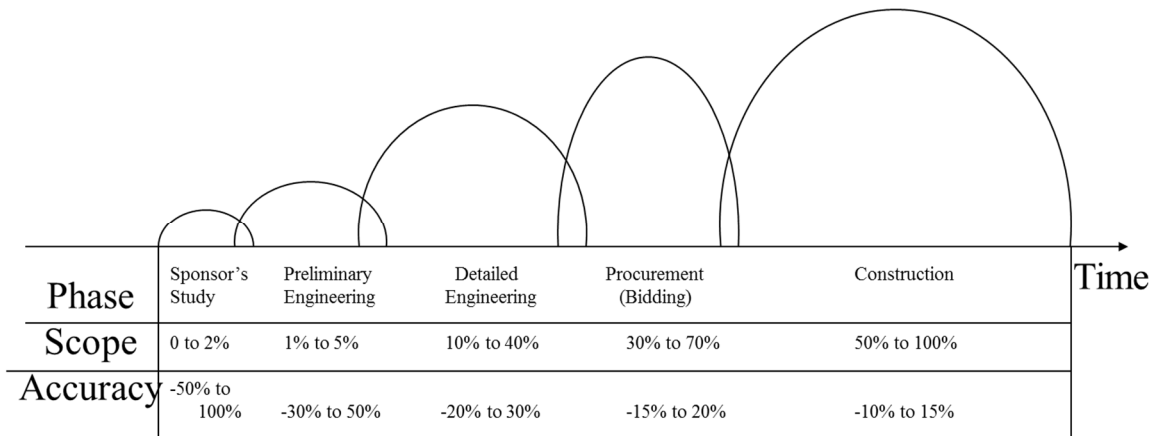 Phase
Sponsor's
Study
Preliminary
Engineering
Detailed
Engineering
Procurement
(Bidding)
Construction
Time
Scope
0 to 2%
1% to 5%
10% to 40%
30% to 70%
50% to 100%
Accuracy
-50% to
100%
-30% to 50%
-20% to 30%
-15% to 20%
-10% to 15%